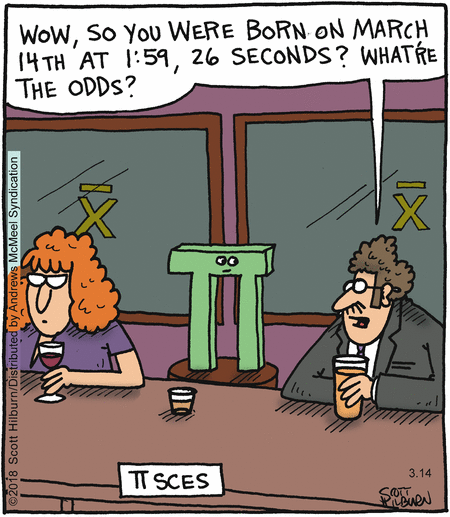 WOW, SO YOU WERE BORN ON MARCH
14TH AT 1:59, 26 SECONDS? WHAT'RE
THE ODDS?
x̄
x̄
©2018 Scott Hilburn/Distributed by Andrews McMeel Syndication
πSCES
3.14
SCOTT
HILBURN